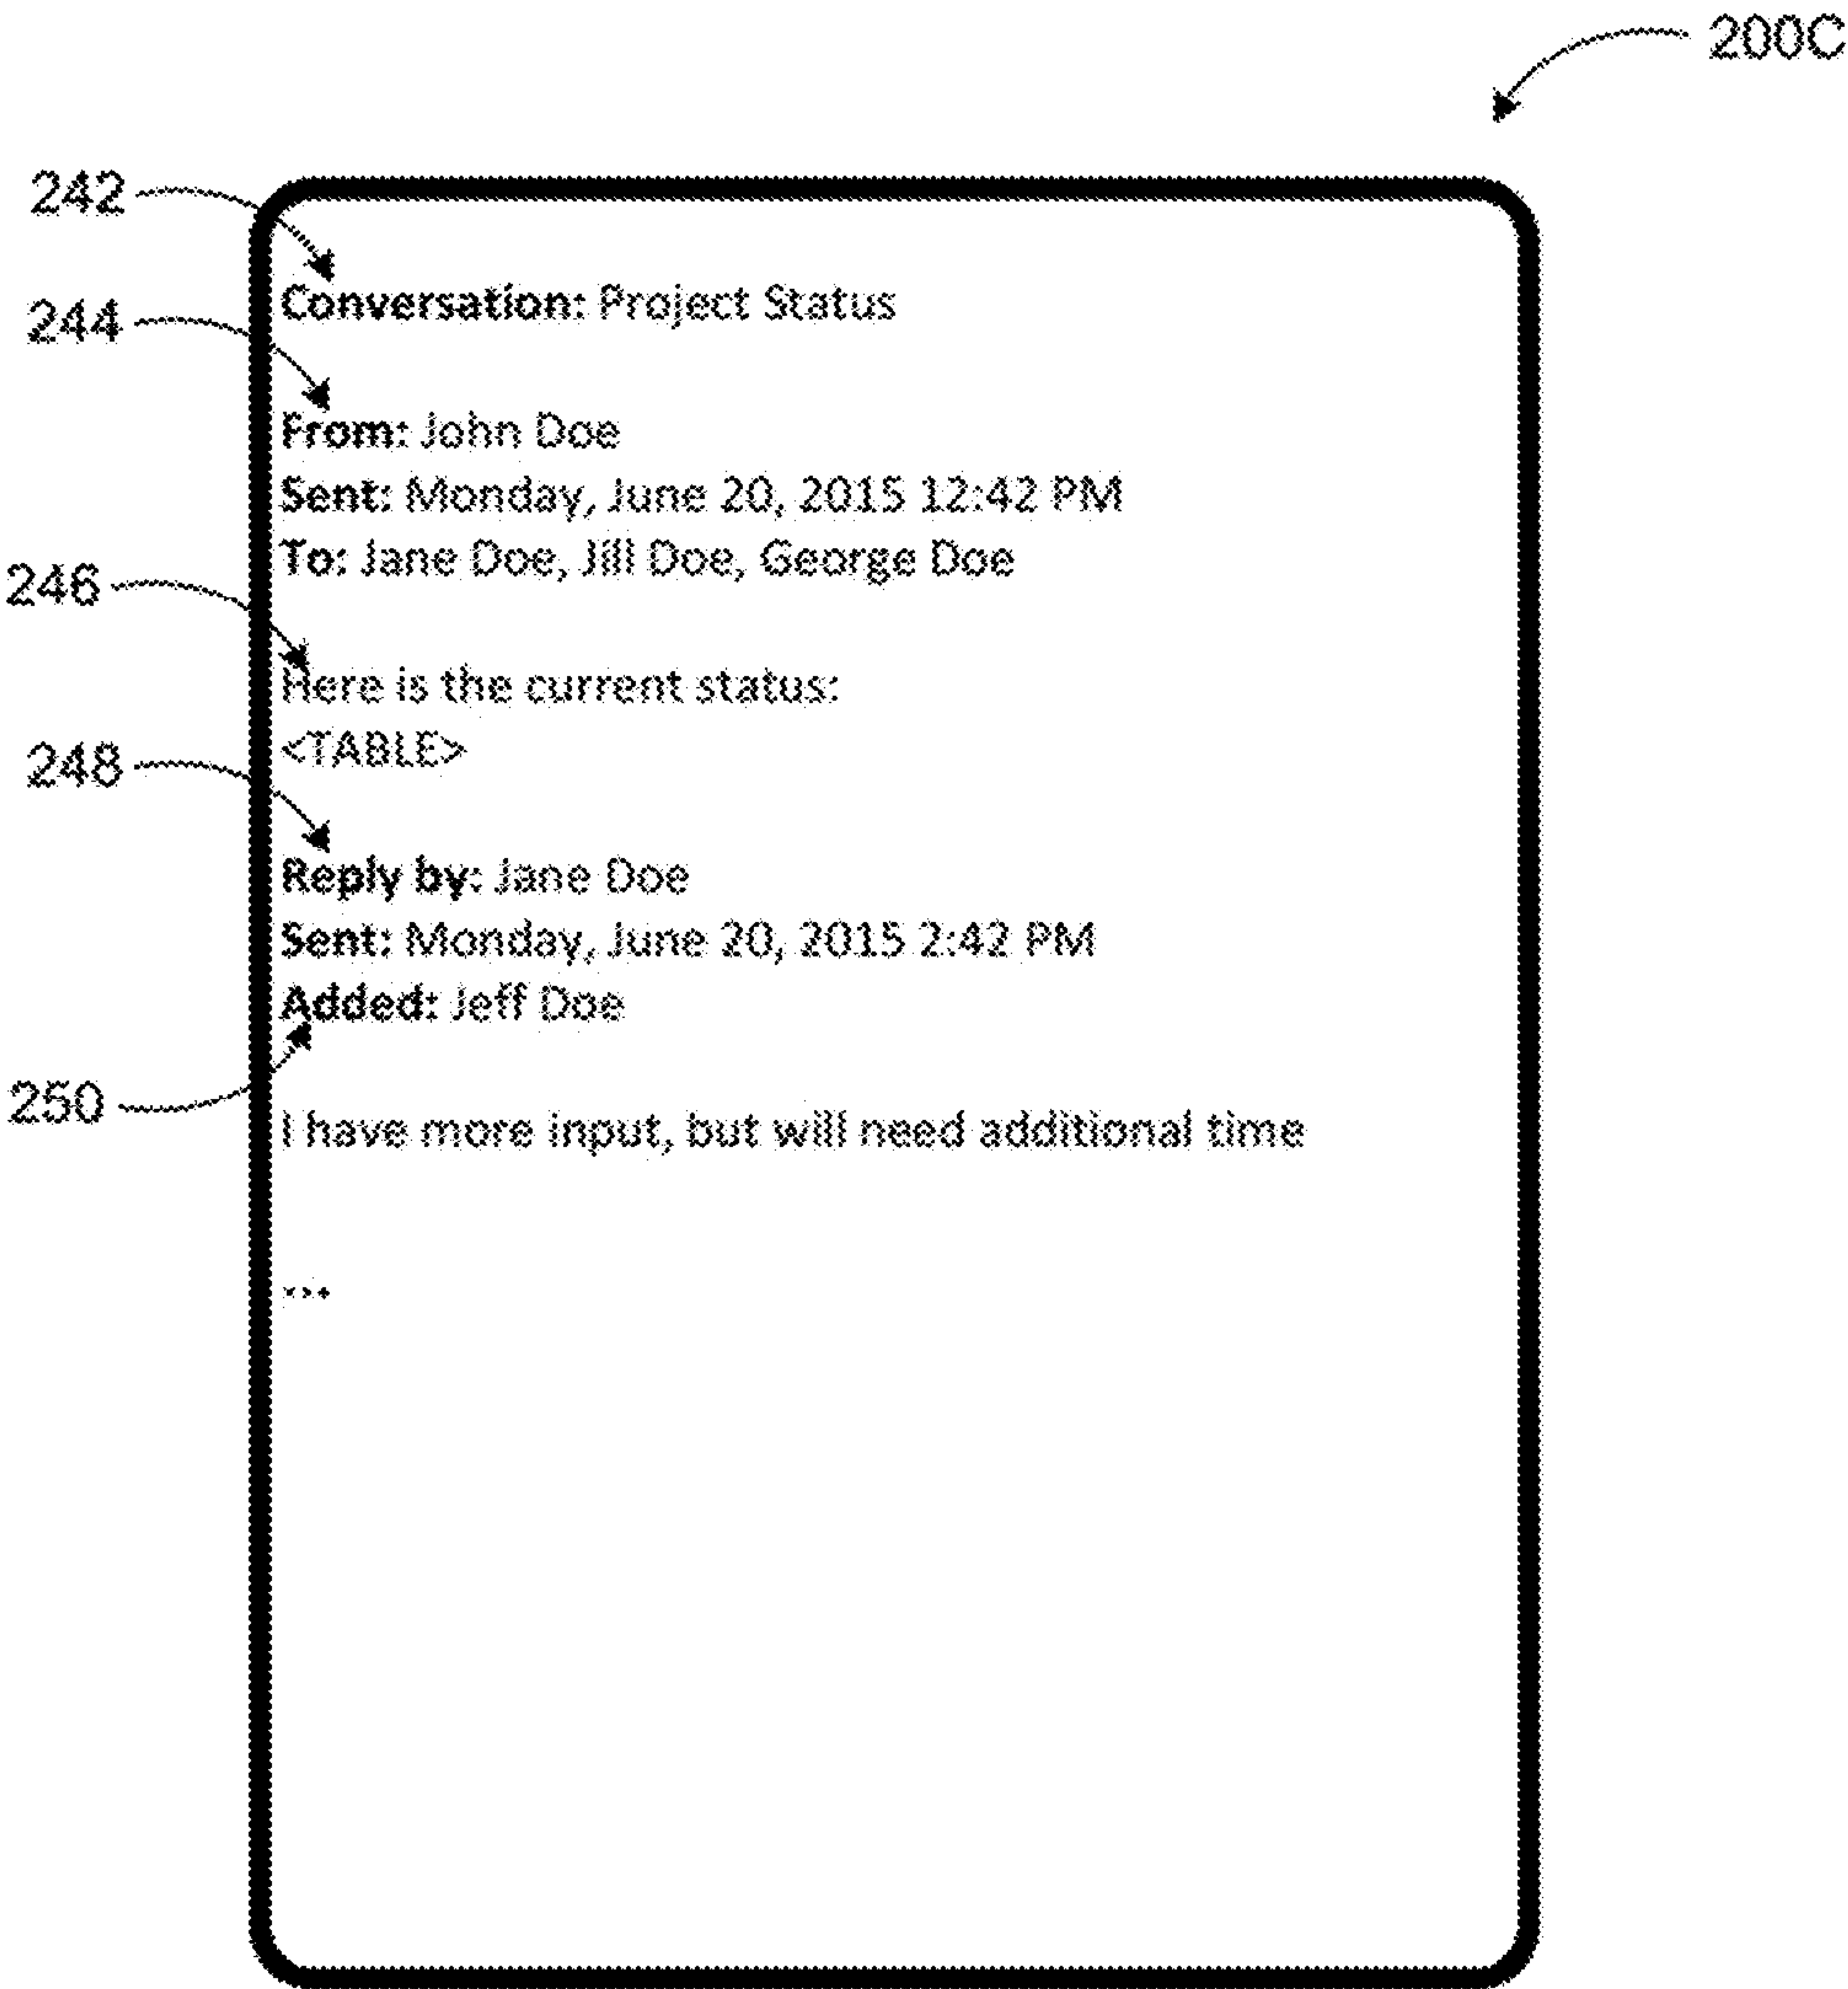 200C
242
Conversation: Project Status
244
From: John Doe
Sent: Monday, June 20, 2015 12:42 PM
To: Jane Doe, Jill Doe, George Doe
246
Here is the current status:
<TABLE>
248
Reply by: Jane Doe
Sent: Monday, June 20, 2015 2:42 PM
Added: Jeff Doe
250
I have more input, but will need additional time
...